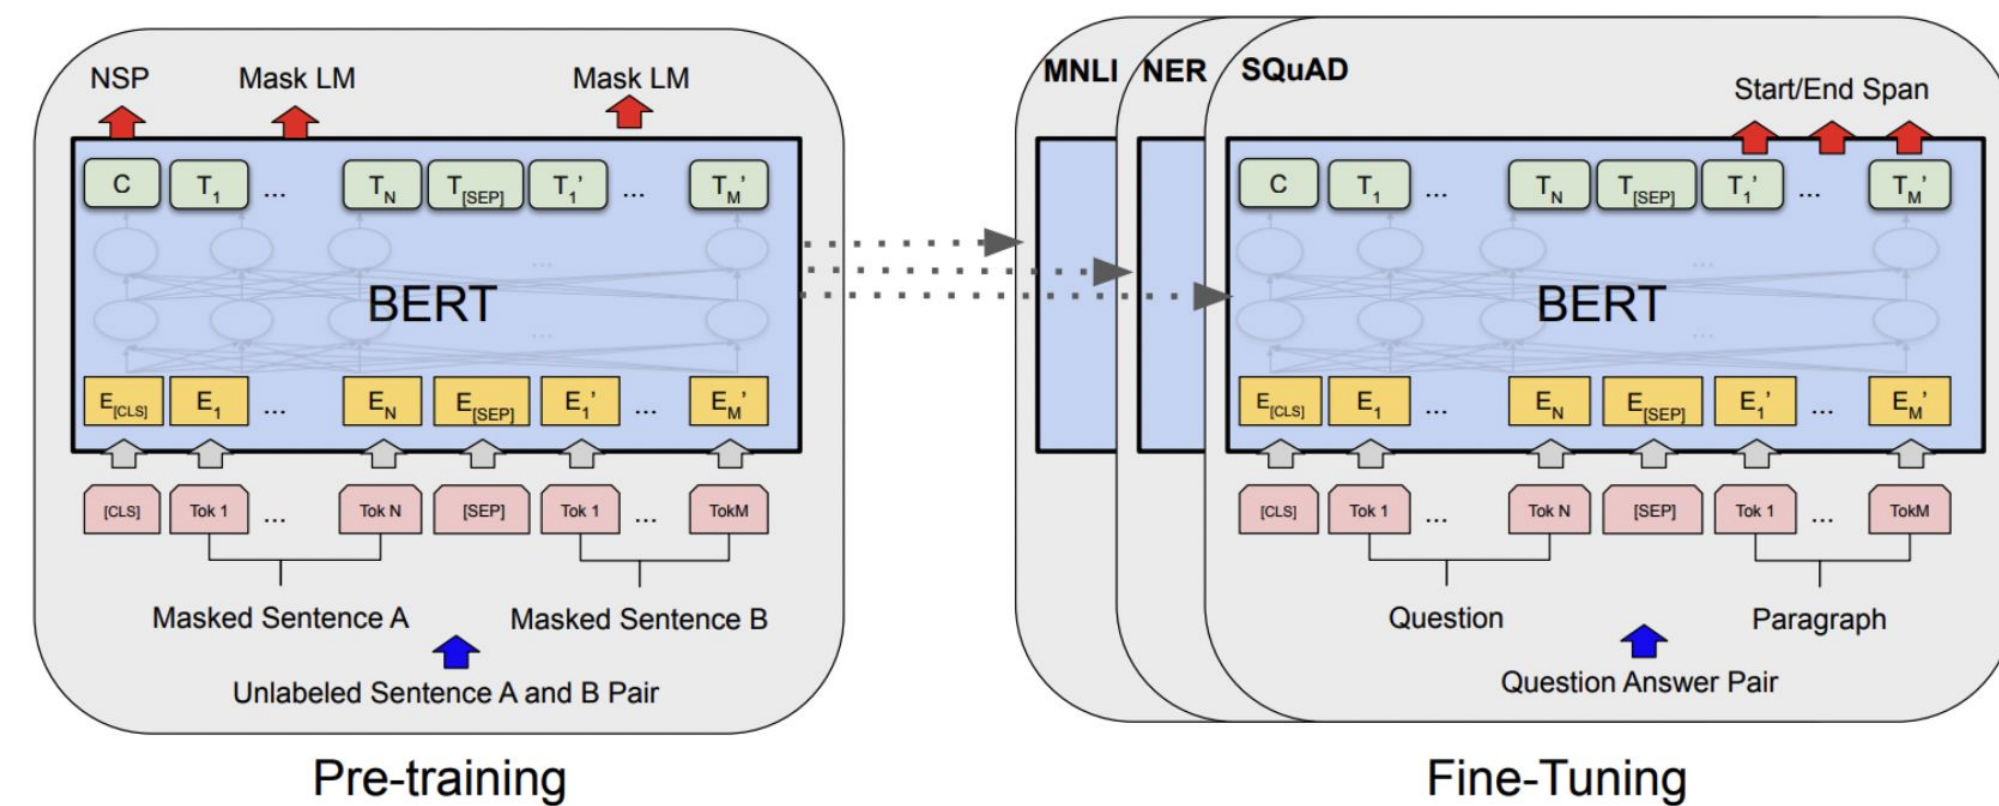 NSP Mask LM Mask LM
C T1 ... TN T[SEP] T1’ ... TM’
...
BERT
...
E[CLS] E1 ... EN E[SEP] E1’ ... EM’
[CLS] Tok 1 ... Tok N [SEP] Tok 1 ... TokM
Masked Sentence A Masked Sentence B
Unlabeled Sentence A and B Pair
Pre-training
MNLI NER SQuAD
Start/End Span
C T1 ... TN T[SEP] T1’ ... TM’
...
BERT
...
E[CLS] E1 ... EN E[SEP] E1’ ... EM’
[CLS] Tok 1 ... Tok N [SEP] Tok 1 ... TokM
Question Paragraph
Question Answer Pair
Fine-Tuning